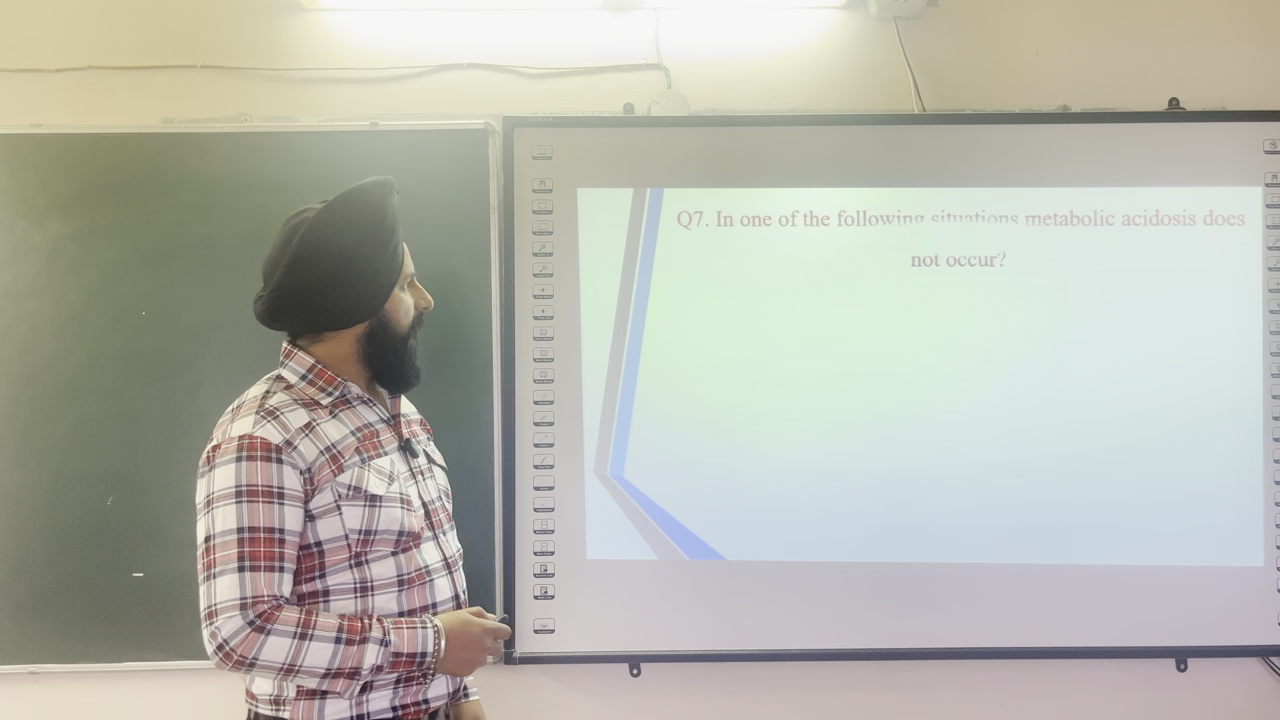 Q7. In one of the following situations metabolic acidosis does
not occur?